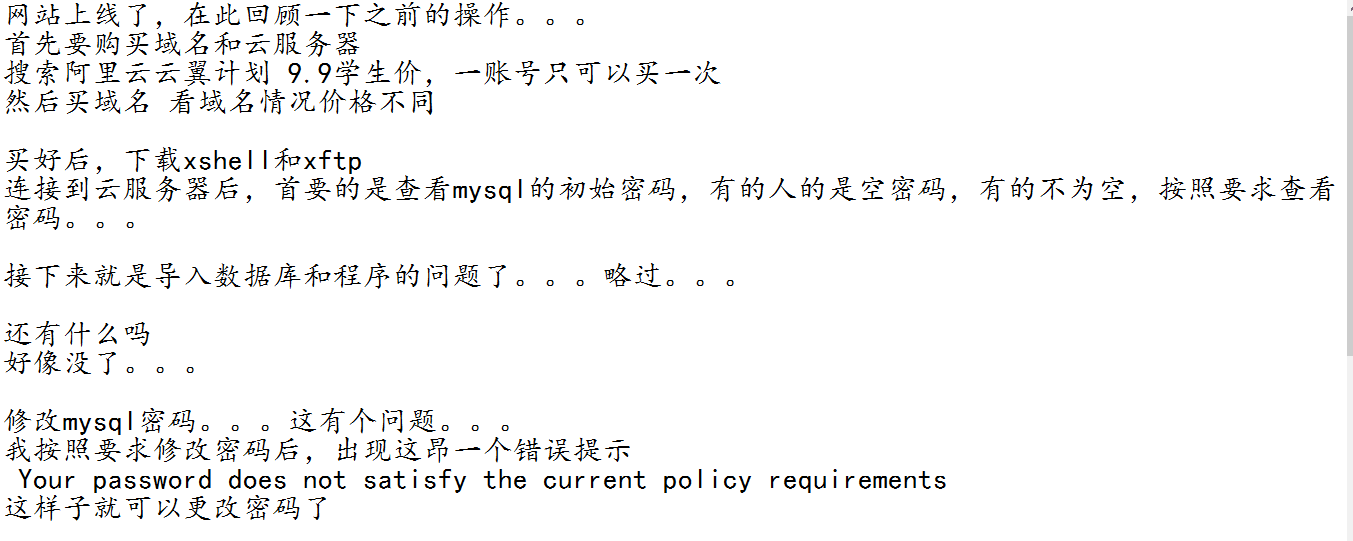 网站上线了，在此回顾一下之前的操作。。。
首先要购买域名和云服务器
搜索阿里云云翼计划 9.9学生价，一账号只可以买一次
然后买域名 看域名情况价格不同
买好后，下载xshell和xftp
连接到云服务器后，首要的是查看mysql的初始密码，有的人的是空密码，有的不为空，按照要求查看
密码。。。
接下来就是导入数据库和程序的问题了。。。略过。。。
还有什么吗
好像没了。。。
修改mysql密码。。。这有个问题。。。
我按照要求修改密码后，出现这昂一个错误提示
Your password does not satisfy the current policy requirements
这样子就可以更改密码了